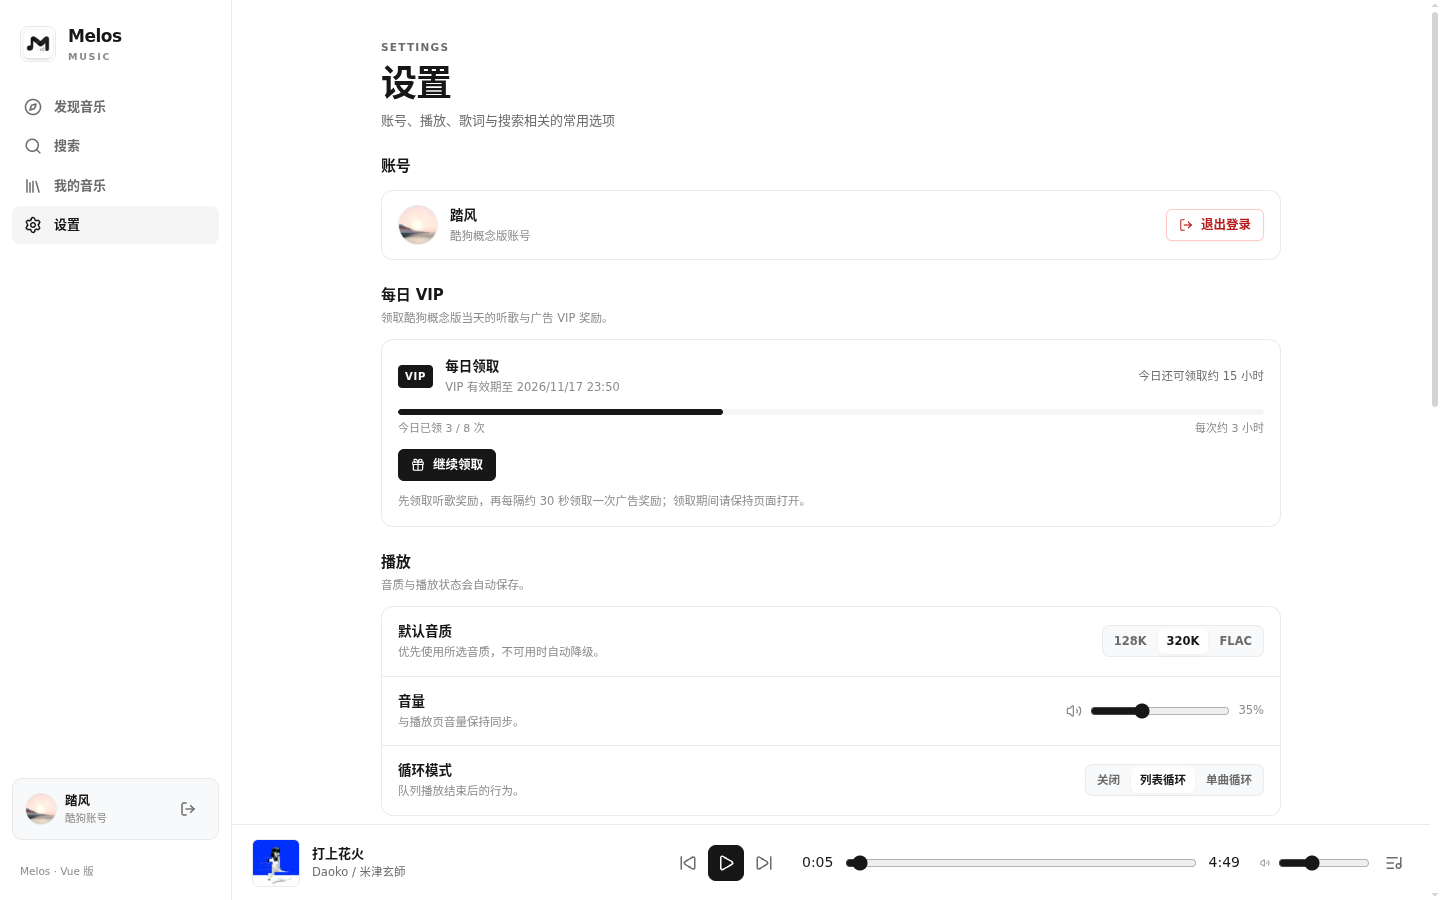 Melos
MUSIC
发现音乐
搜索
我的音乐
设置
踏风
酷狗账号
Melos · Vue 版
SETTINGS
设置
账号、播放、歌词与搜索相关的常用选项
账号
踏风
酷狗概念版账号
退出登录
每日 VIP
领取酷狗概念版当天的听歌与广告 VIP 奖励。
VIP
每日领取
VIP 有效期至 2026/11/17 23:50
今日还可领取约 15 小时
今日已领 3 / 8 次
每次约 3 小时
继续领取
先领取听歌奖励，再每隔约 30 秒领取一次广告奖励；领取期间请保持页面打开。
播放
音质与播放状态会自动保存。
默认音质
优先使用所选音质，不可用时自动降级。
128K 320K FLAC
音量
与播放页音量保持同步。
35%
循环模式
队列播放结束后的行为。
关闭 列表循环 单曲循环
打上花火
Daoko / 米津玄師
0:05
4:49